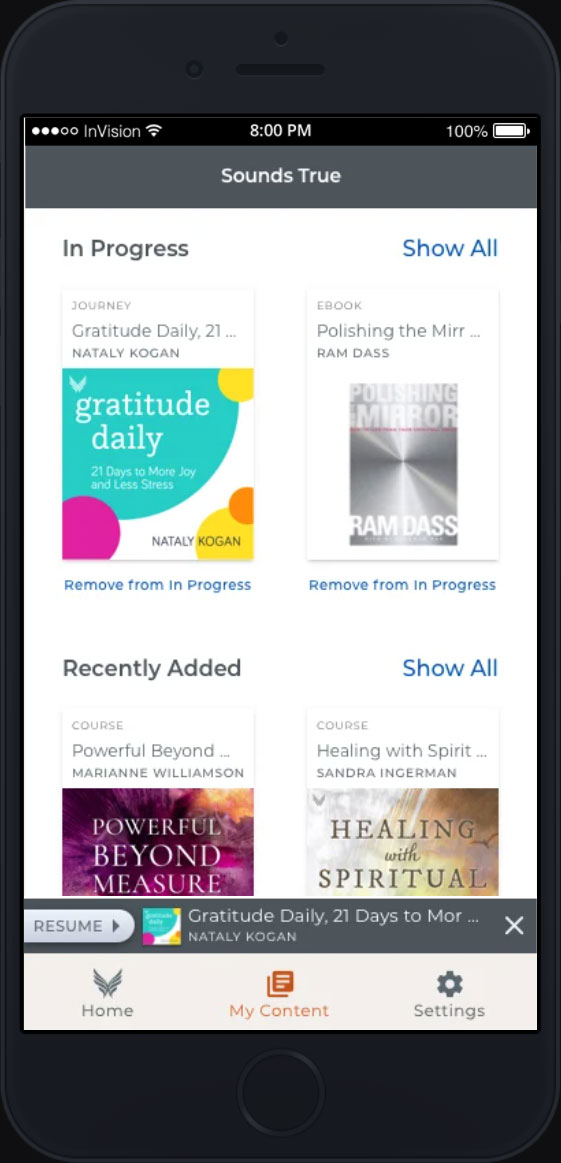 InVision
8:00 PM
100%
Sounds True
In Progress
Show All
JOURNEY
Gratitude Daily, 21 ...
NATALY KOGAN
gratitude
daily
21 Days to More Joy
and Less Stress
NATALY KOGAN
Remove from In Progress
EBOOK
Polishing the Mirr ...
RAM DASS
POLISHING
THE MIRROR
RAM DASS
Remove from In Progress
Recently Added
Show All
COURSE
Powerful Beyond ...
MARIANNE WILLIAMSON
POWERFUL
BEYOND
MEASURE
COURSE
Healing with Spirit ...
SANDRA INGERMAN
HEALING
with
SPIRITUAL
RESUME
gratitude
daily
Gratitude Daily, 21 Days to Mor ...
NATALY KOGAN
Home
My Content
Settings